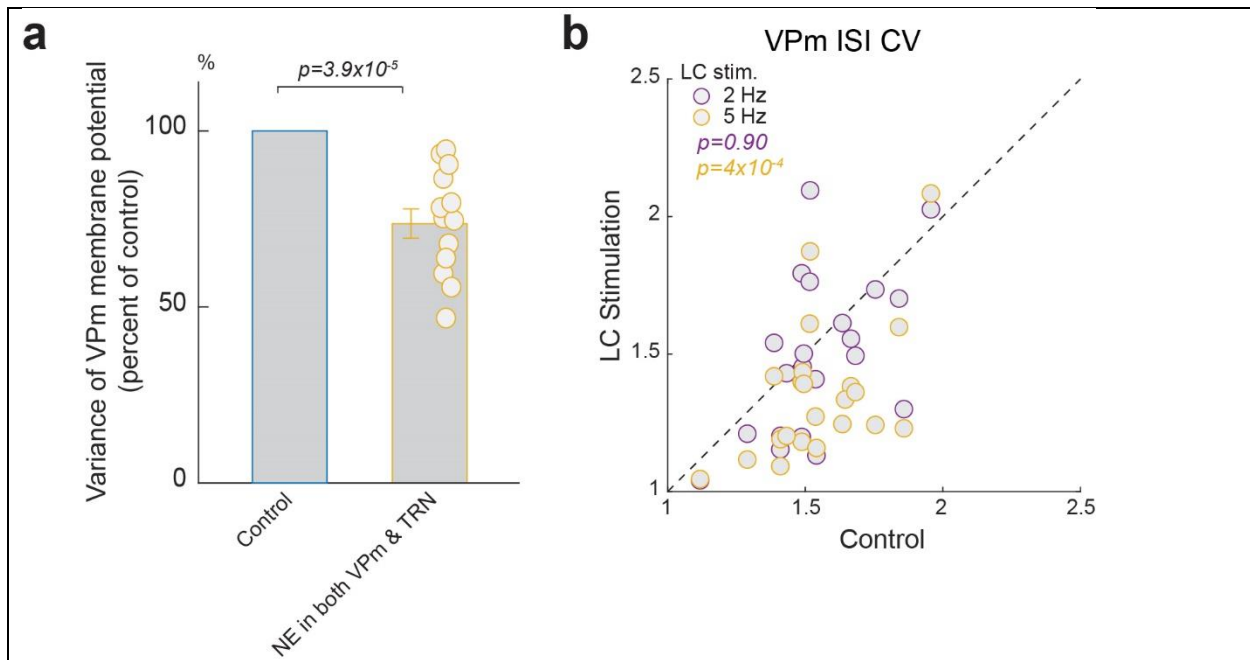 a
%
p=3.9x10⁻⁵
100
50
0
Variance of VPm membrane potential
(percent of control)
Control
NE in both VPm & TRN
b
VPm ISI CV
LC stim.
2 Hz
5 Hz
p=0.90
p=4x10⁻⁴
2.5
2
1.5
1
LC Stimulation
1
1.5
2
2.5
Control